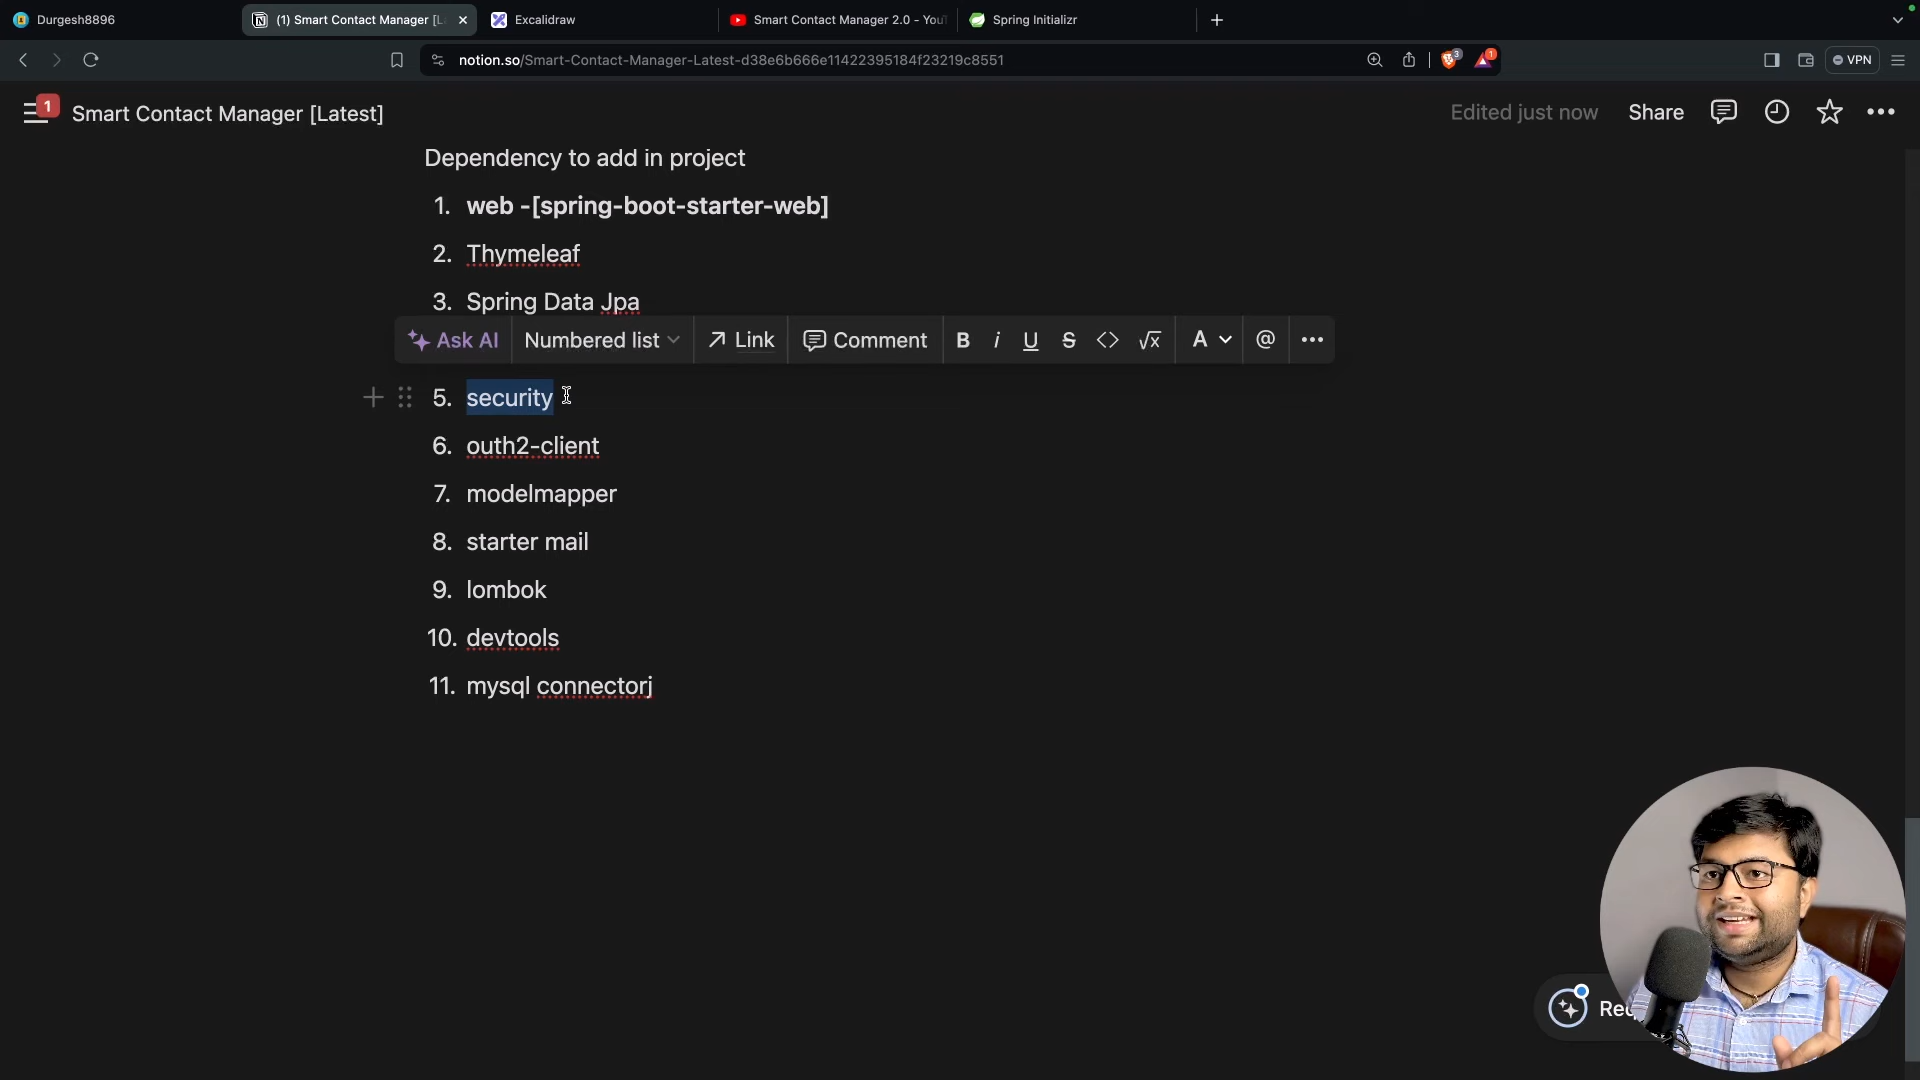 Durgesh8896
(1) Smart Contact Manager [L
Excalidraw
Smart Contact Manager 2.0 - YouT
Spring Initializr
notion.so/Smart-Contact-Manager-Latest-d38e6b666e11422395184f23219c8551
3
1
VPN
1
Smart Contact Manager [Latest]
Edited just now
Share
Dependency to add in project
1. web -[spring-boot-starter-web]
2. Thymeleaf
3. Spring Data Jpa
Ask AI
Numbered list
Link
Comment
B i U S <> √x A @ •••
5. security
6. outh2-client
7. modelmapper
8. starter mail
9. lombok
10. devtools
11. mysql connectorj